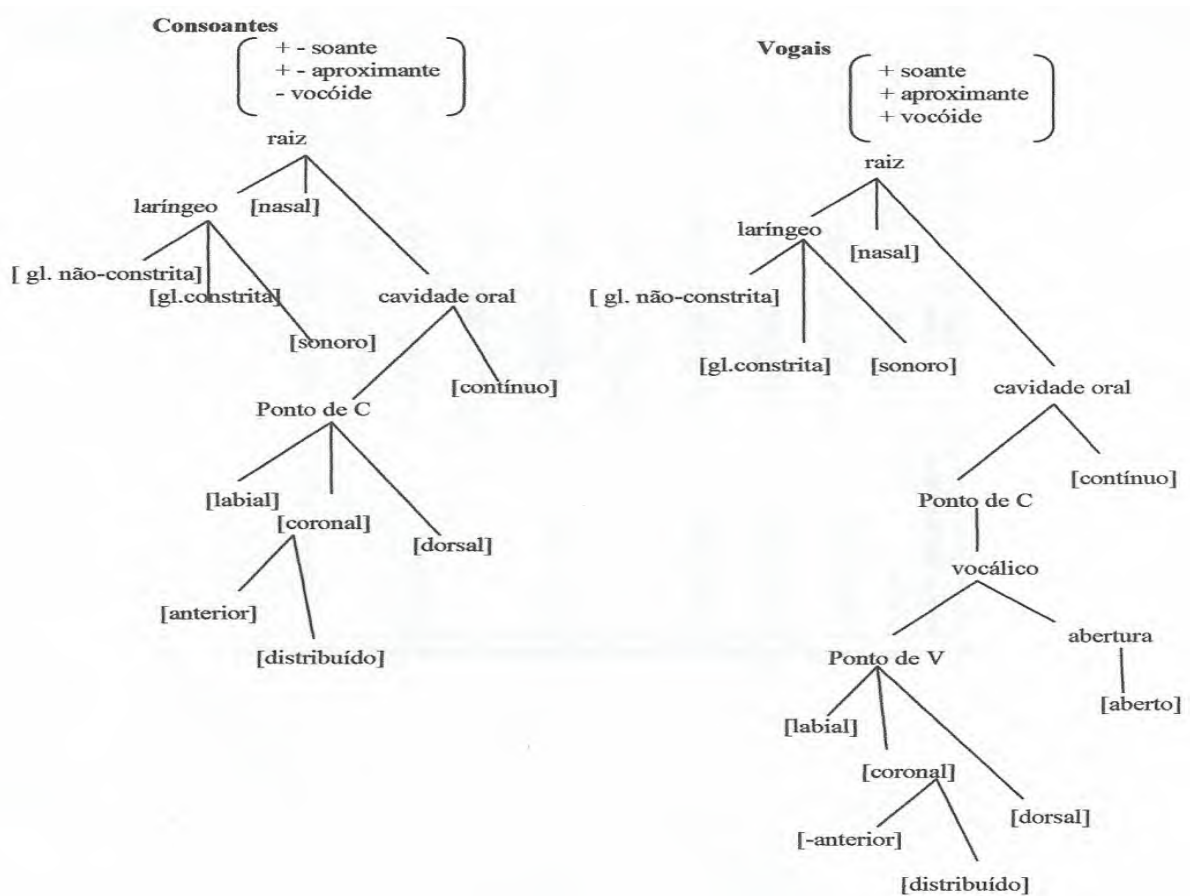 Consoantes
+ - soante
+ - aproximante
- vocóide
raiz
laríngeo
[nasal]
[ gl. não-constrita]
[gl.constrita]
[sonoro]
cavidade oral
[contínuo]
Ponto de C
[labial]
[coronal]
[dorsal]
[anterior]
[distribuído]
Vogais
+ soante
+ aproximante
+ vocóide
raiz
laríngeo
[nasal]
[ gl. não-constrita]
[gl.constrita]
[sonoro]
cavidade oral
[contínuo]
Ponto de C
vocálico
Ponto de V
abertura
[aberto]
[labial]
[coronal]
[dorsal]
[-anterior]
[distribuído]